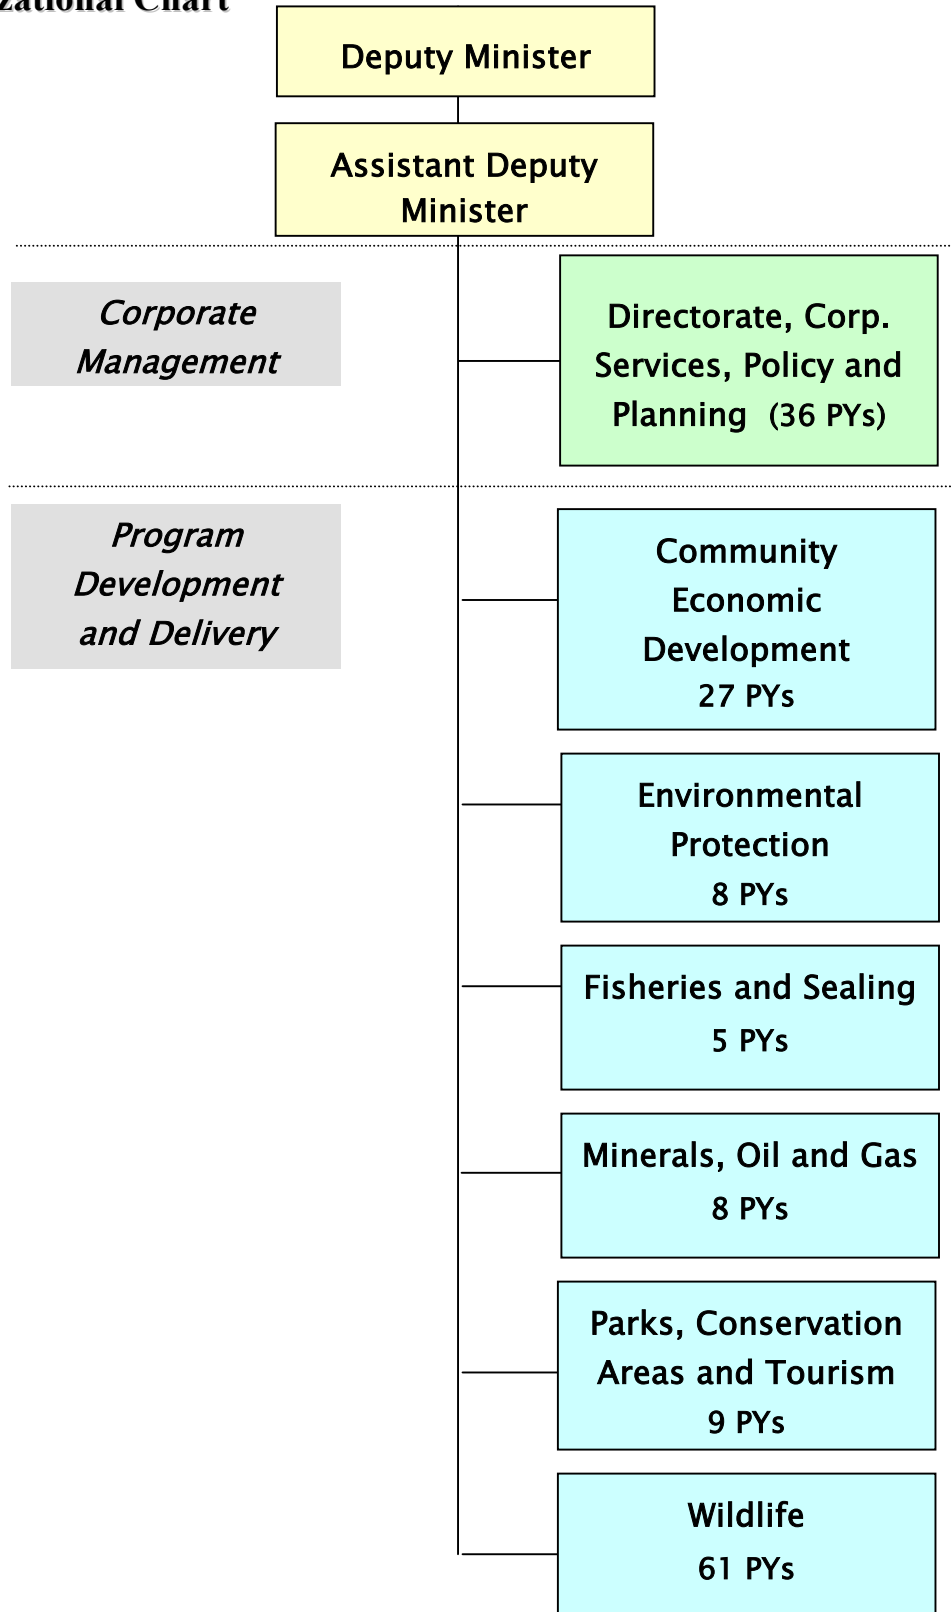 Chart
Deputy Minister
Assistant Deputy
Minister
Corporate
Management
Directorate, Corp.
Services, Policy and
Planning (36 PYs)
Program
Development
and Delivery
Community
Economic
Development
27 PYs
Environmental
Protection
8 PYs
Fisheries and Sealing
5 PYs
Minerals, Oil and Gas
8 PYs
Parks, Conservation
Areas and Tourism
9 PYs
Wildlife
61 PYs